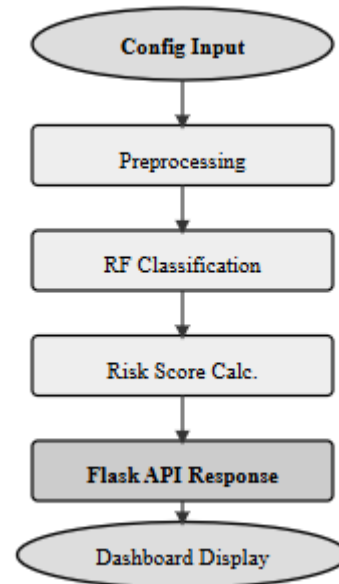 Config Input
Preprocessing
RF Classification
Risk Score Calc.
Flask API Response
Dashboard Display